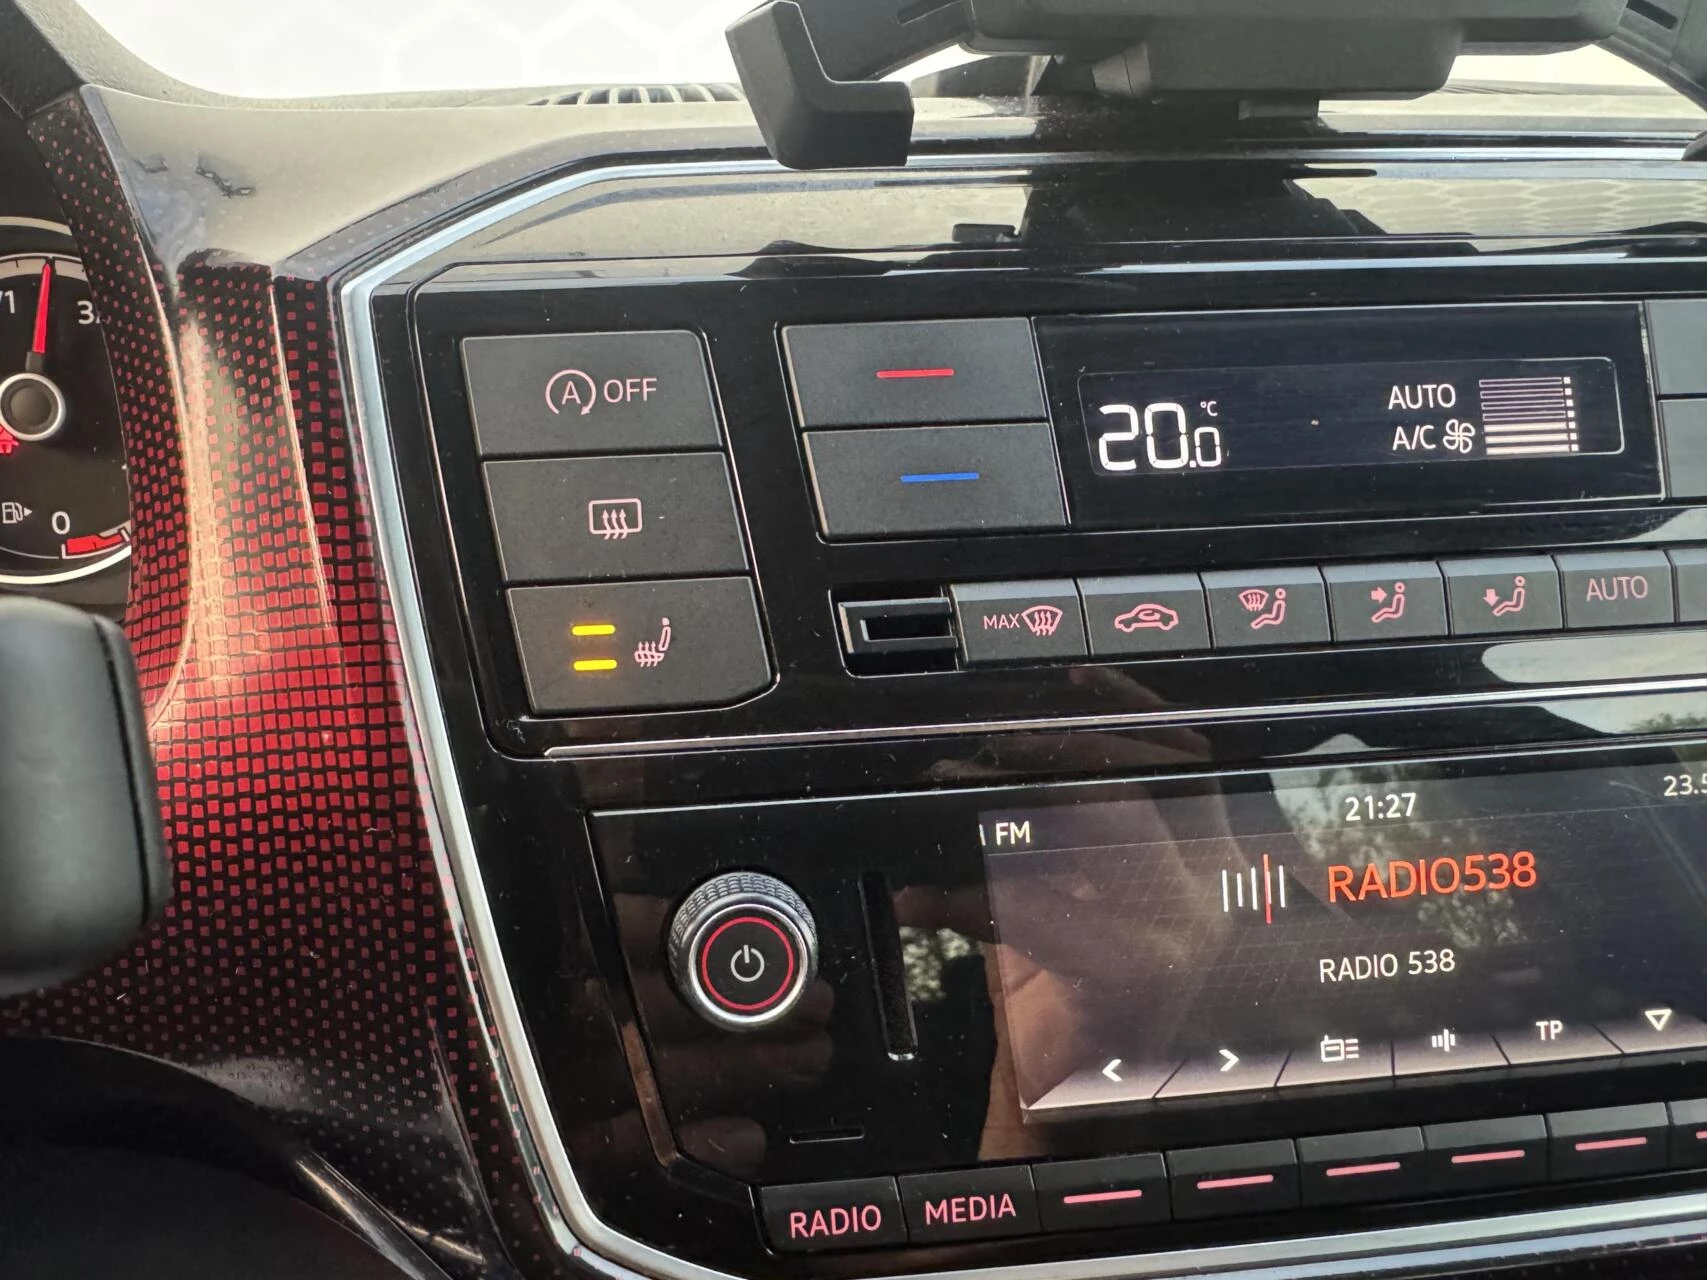 A OFF
20.0 °C
AUTO
A/C
MAX
AUTO
0
FM
21:27
RADIO538
RADIO 538
TP
RADIO
MEDIA